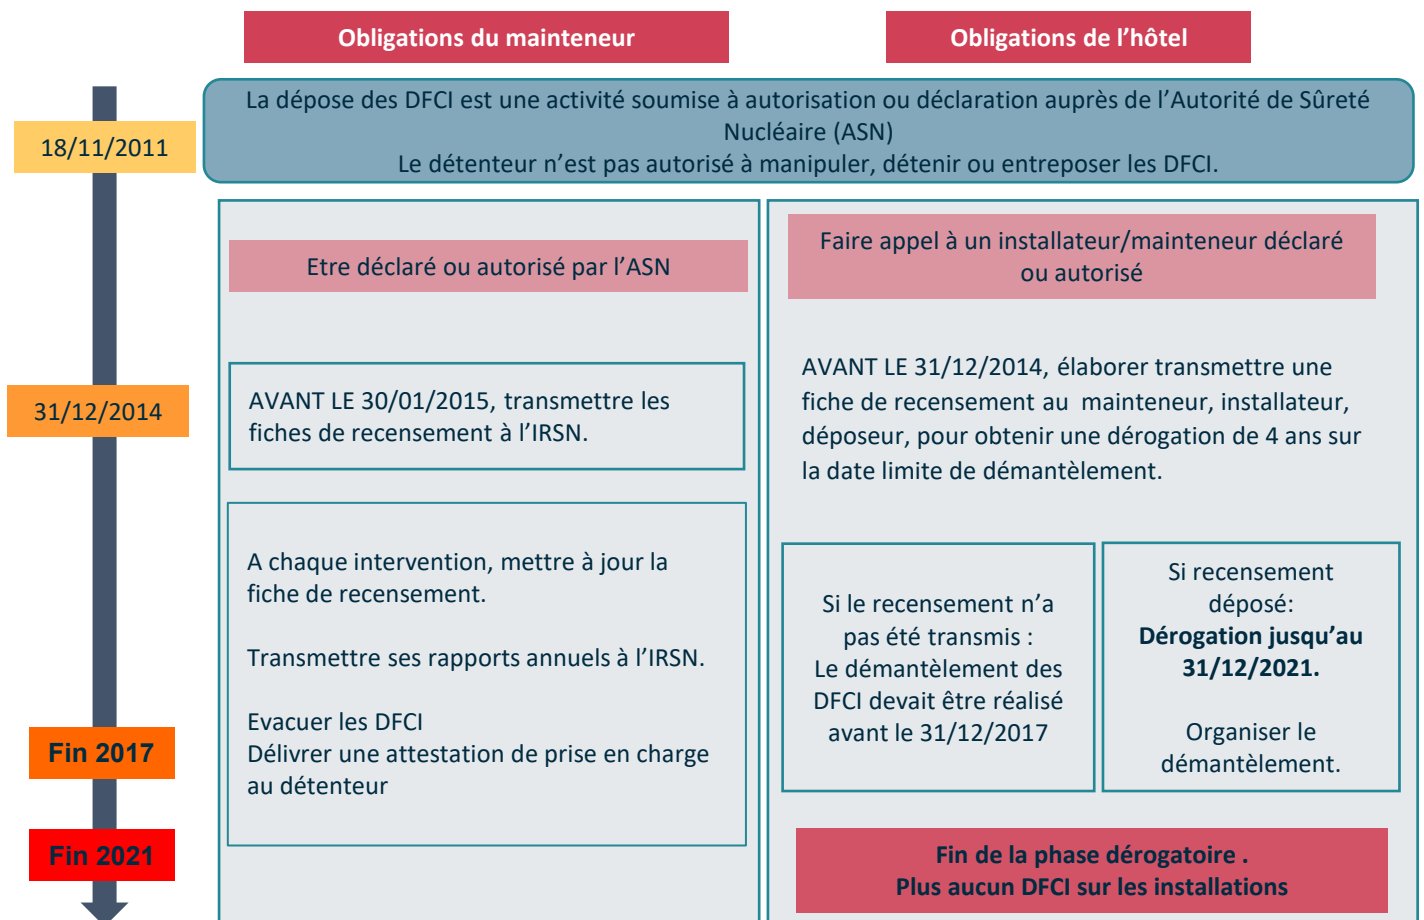 Obligations du mainteneur
Obligations de l’hôtel
18/11/2011
La dépose des DFCI est une activité soumise à autorisation ou déclaration auprès de l’Autorité de Sûreté
Nucléaire (ASN)
Le détenteur n’est pas autorisé à manipuler, détenir ou entreposer les DFCI.
Etre déclaré ou autorisé par l’ASN
Faire appel à un installateur/mainteneur déclaré
ou autorisé
31/12/2014
AVANT LE 30/01/2015, transmettre les
fiches de recensement à l’IRSN.
AVANT LE 31/12/2014, élaborer transmettre une
fiche de recensement au  mainteneur, installateur,
déposeur, pour obtenir une dérogation de 4 ans sur
la date limite de démantèlement.
A chaque intervention, mettre à jour la
fiche de recensement.
Transmettre ses rapports annuels à l’IRSN.
Evacuer les DFCI
Délivrer une attestation de prise en charge
au détenteur
Si le recensement n’a
pas été transmis :
Le démantèlement des
DFCI devait être réalisé
avant le 31/12/2017
Si recensement
déposé:
Dérogation jusqu’au
31/12/2021.
Organiser le
démantèlement.
Fin 2017
Fin 2021
Fin de la phase dérogatoire .
Plus aucun DFCI sur les installations